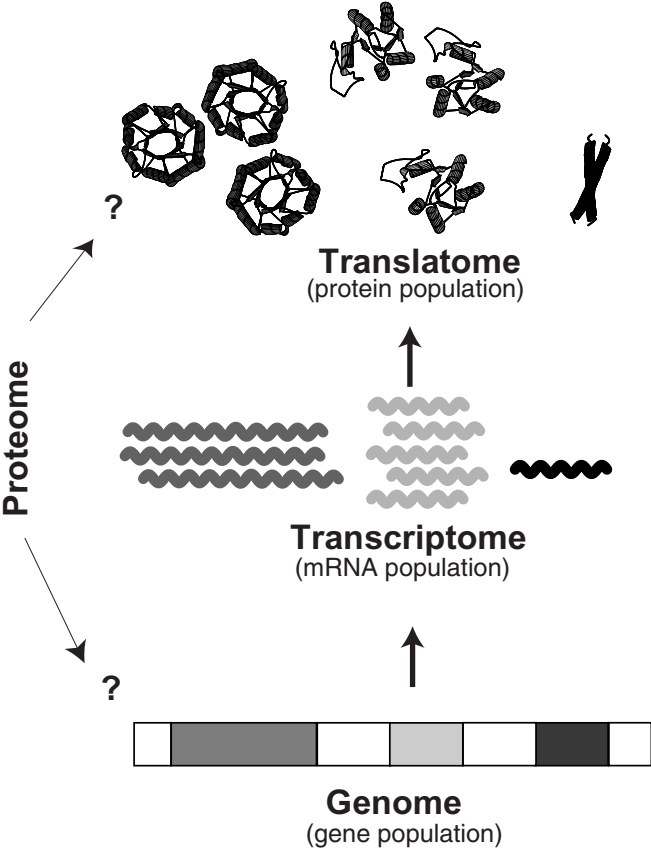 ?
Translatome
(protein population)
Proteome
Transcriptome
(mRNA population)
?
Genome
(gene population)